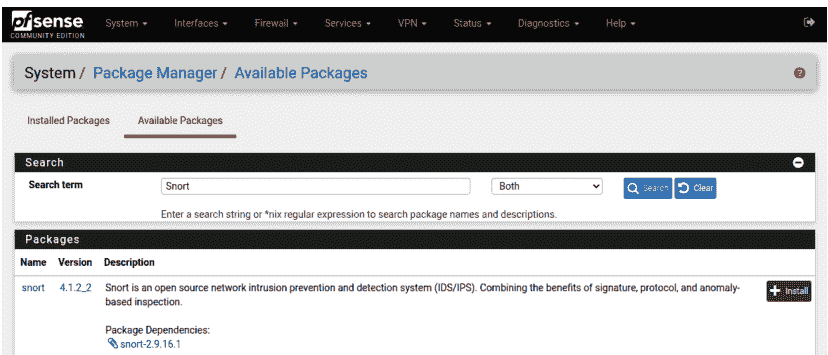 pfsense
COMMUNITY EDITION
System Interfaces Firewall Services VPN Status Diagnostics Help
System / Package Manager / Available Packages
Installed Packages Available Packages
Search
Search term Snort Both Search Clear
Enter a search string or *nix regular expression to search package names and descriptions.
Packages
Name Version Description
snort 4.1.2_2 Snort is an open source network intrusion prevention and detection system (IDS/IPS). Combining the benefits of signature, protocol, and anomaly-
based inspection.
Install
Package Dependencies:
snort-2.9.16.1